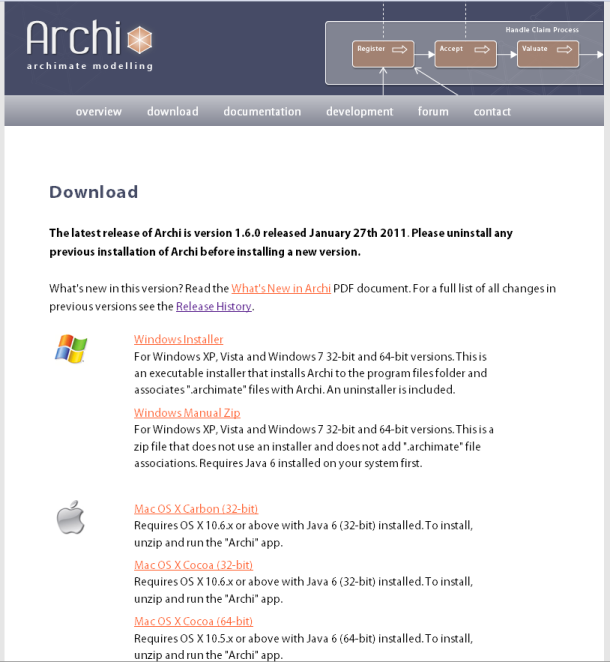 Archi
archimate modelling
Handle Claim Process
Register
Accept
Valuate
overview download documentation development forum contact
Download
The latest release of Archi is version 1.6.0 released January 27th 2011. Please uninstall any
previous installation of Archi before installing a new version.
What's new in this version? Read the What's New in Archi PDF document. For a full list of all changes in
previous versions see the Release History.
Windows Installer
For Windows XP, Vista and Windows 7 32-bit and 64-bit versions. This is
an executable installer that installs Archi to the program files folder and
associates ".archimate" files with Archi. An uninstaller is included.
Windows Manual Zip
For Windows XP, Vista and Windows 7 32-bit and 64-bit versions. This is a
zip file that does not use an installer and does not add ".archimate" file
associations. Requires Java 6 installed on your system first.
Mac OS X Carbon (32-bit)
Requires OS X 10.6.x or above with Java 6 (32-bit) installed. To install,
unzip and run the "Archi" app.
Mac OS X Cocoa (32-bit)
Requires OS X 10.6.x or above with Java 6 (32-bit) installed. To install,
unzip and run the "Archi" app.
Mac OS X Cocoa (64-bit)
Requires OS X 10.5.x or above with Java 6 (64-bit) installed. To install,
unzip and run the "Archi" app.